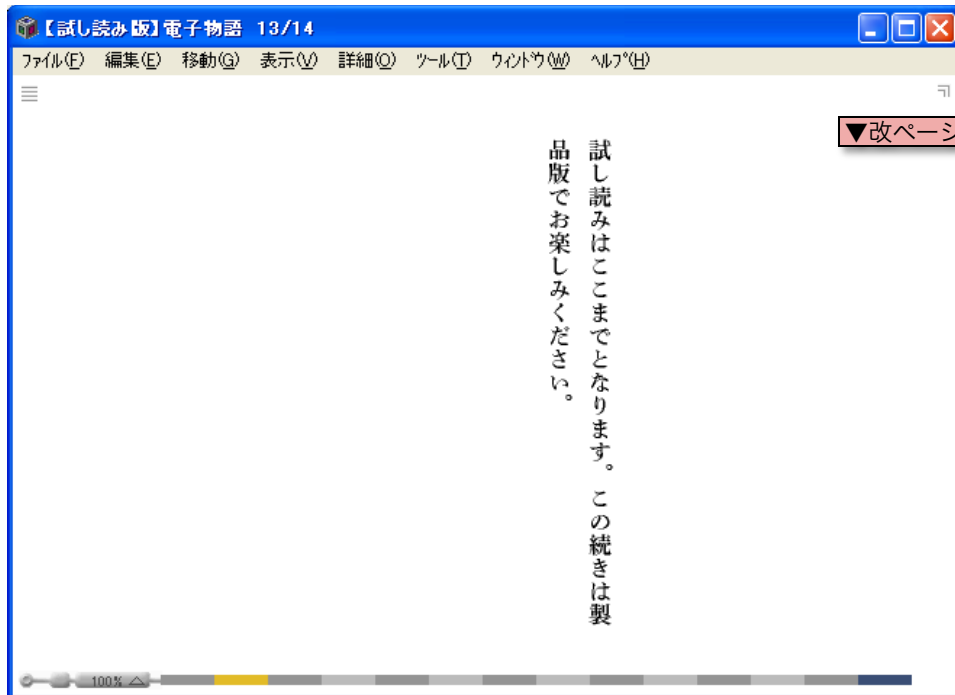 【試し読み版】電子物語 13/14
ファイル(F) 編集(E) 移動(G) 表示(V) 詳細(O) ツール(T) ウィンドウ(W) ヘルプ(H)
▼改ページ
試し読みはここまでとなります。この続きは製
品版でお楽しみください。
100%